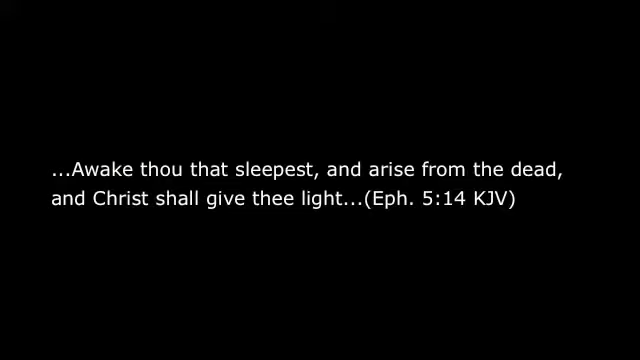 ...Awake thou that sleepest, and arise from the dead,
and Christ shall give thee light...(Eph. 5:14 KJV)